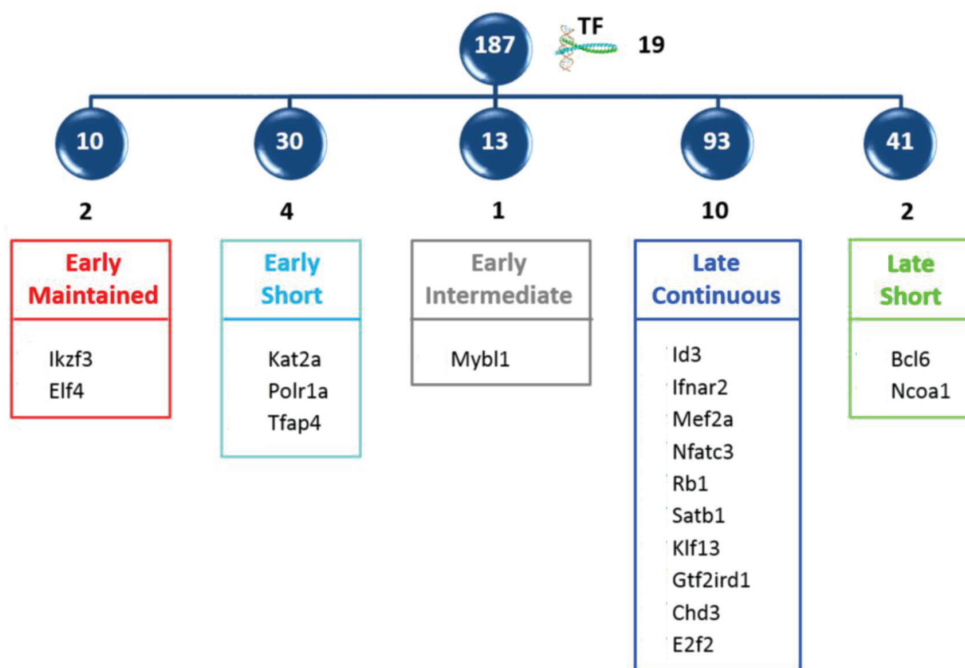 187
TF
19
10
30
13
93
41
2
4
1
10
2
Early
Maintained
Ikzf3
Elf4
Early
Short
Kat2a
Polr1a
Tfap4
Early
Intermediate
Mybl1
Late
Continuous
Id3
Ifnar2
Mef2a
Nfatc3
Rb1
Satb1
Klf13
Gtf2ird1
Chd3
E2f2
Late
Short
Bcl6
Ncoa1